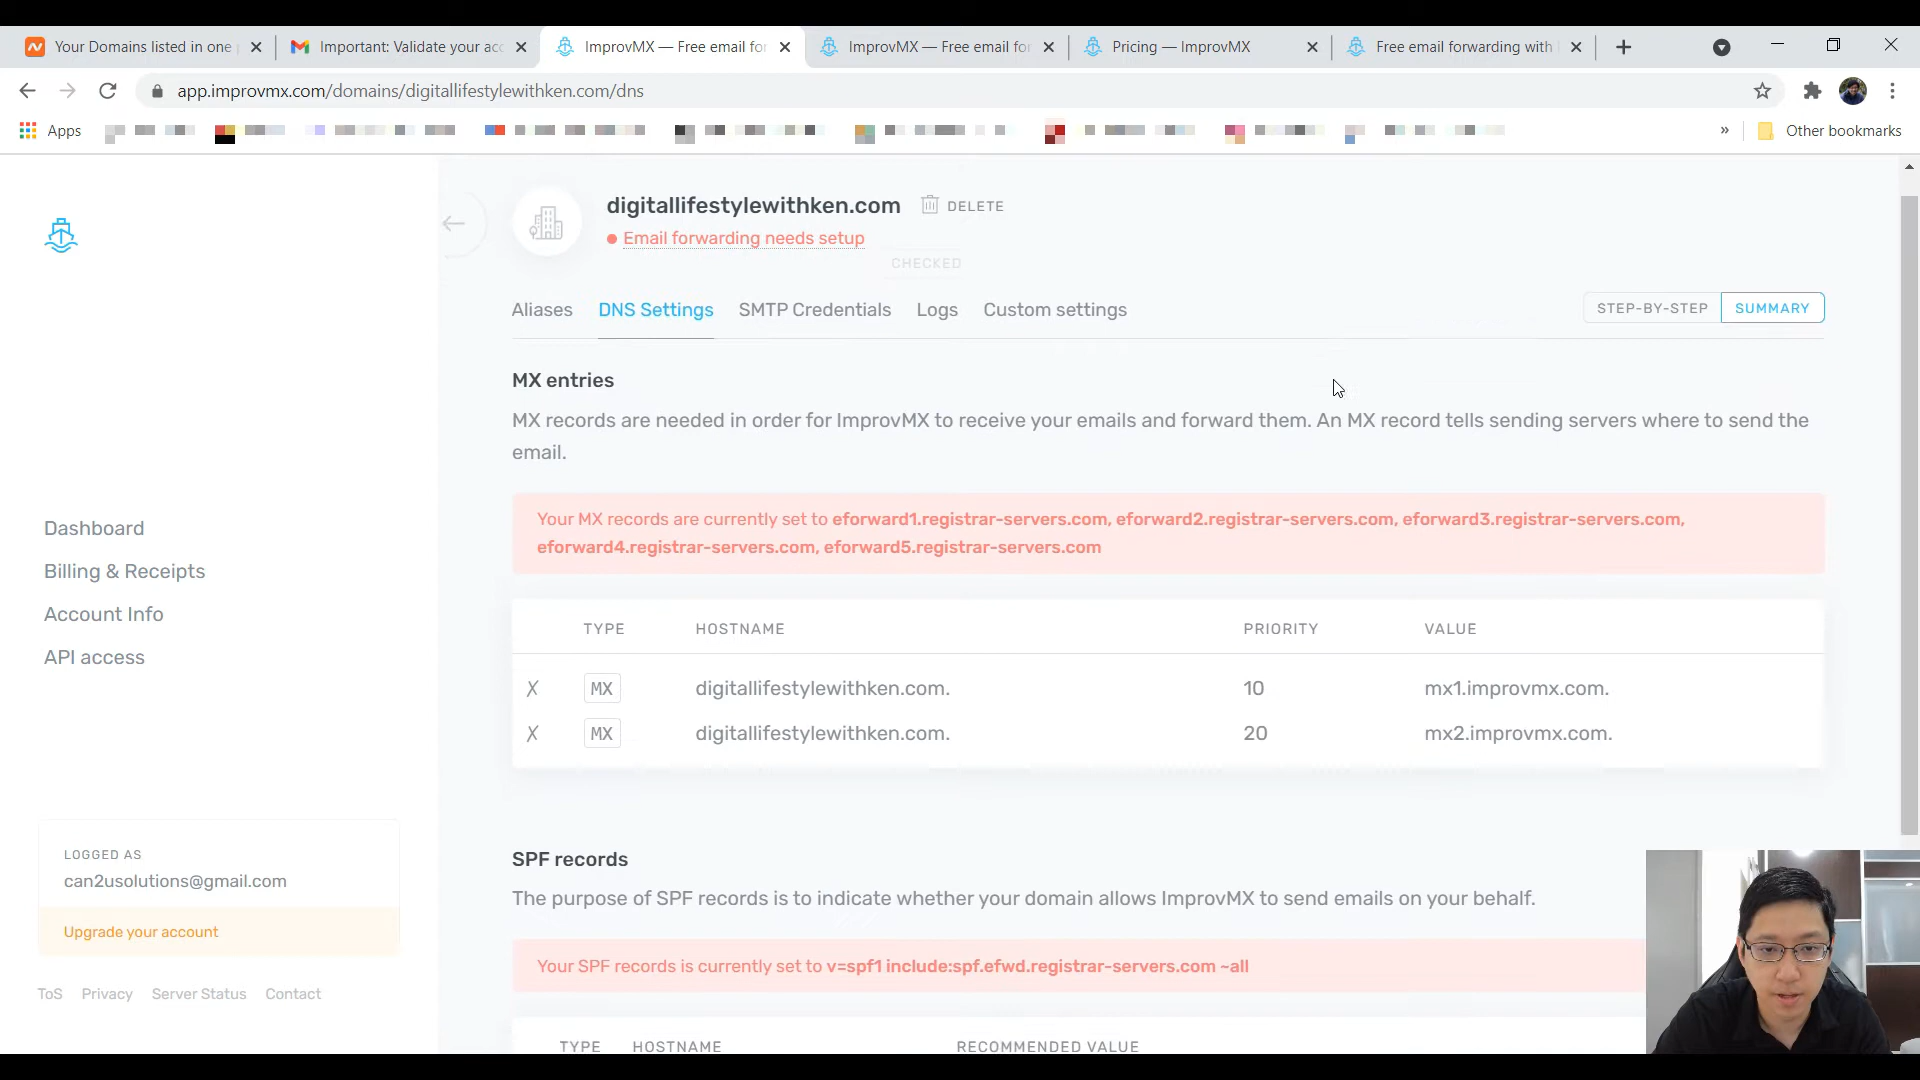 Your Domains listed in one
Important: Validate your acc
ImprovMX — Free email for
ImprovMX — Free email for
Pricing — ImprovMX
Free email forwarding with
app.improvmx.com/domains/digitallifestylewithken.com/dns
Apps
»
Other bookmarks
digitallifestylewithken.com
DELETE
Email forwarding needs setup
CHECKED
Aliases
DNS Settings
SMTP Credentials
Logs
Custom settings
STEP-BY-STEP
SUMMARY
MX entries
MX records are needed in order for ImprovMX to receive your emails and forward them. An MX record tells sending servers where to send the
email.
Your MX records are currently set to eforward1.registrar-servers.com, eforward2.registrar-servers.com, eforward3.registrar-servers.com,
eforward4.registrar-servers.com, eforward5.registrar-servers.com
TYPE HOSTNAME PRIORITY VALUE
X MX digitallifestylewithken.com. 10 mx1.improvmx.com.
X MX digitallifestylewithken.com. 20 mx2.improvmx.com.
SPF records
The purpose of SPF records is to indicate whether your domain allows ImprovMX to send emails on your behalf.
Your SPF records is currently set to v=spf1 include:spf.efwd.registrar-servers.com ~all
TYPE HOSTNAME RECOMMENDED VALUE
Dashboard
Billing & Receipts
Account Info
API access
LOGGED AS
can2usolutions@gmail.com
Upgrade your account
ToS Privacy Server Status Contact